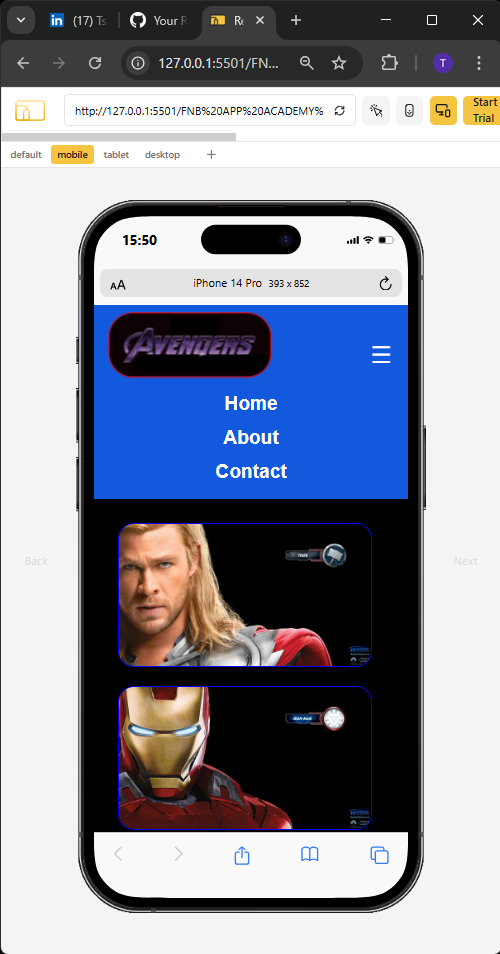 (17) Ts
Your R
Re
127.0.0.1:5501/FN...
T
http://127.0.0.1:5501/FNB%20APP%20ACADEMY%
Start Trial
default mobile tablet desktop +
15:50
AA iPhone 14 Pro 393 x 852
AVENGERS
Home
About
Contact
THOR
Back
Next
IRON MAN